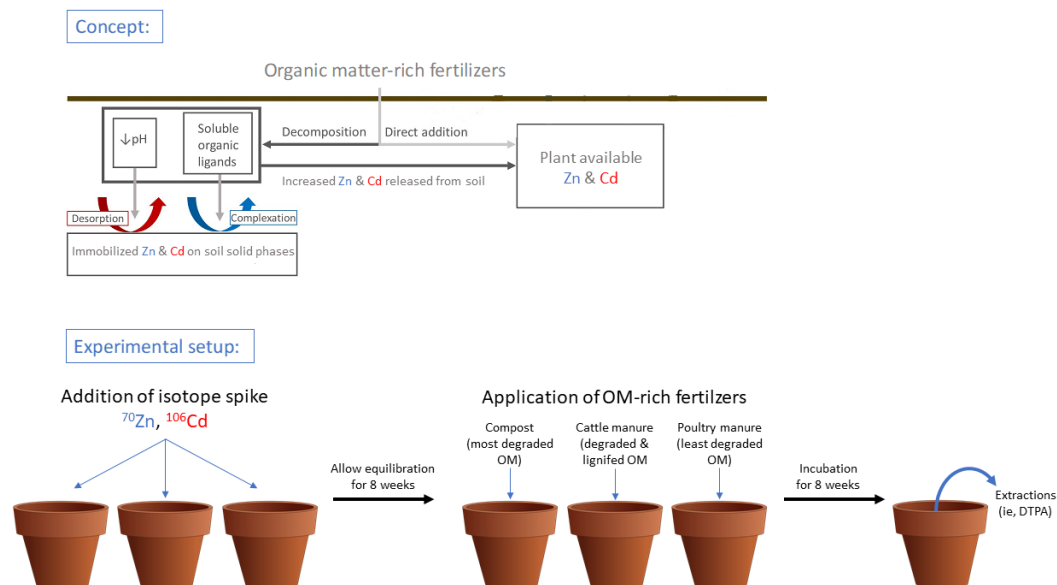 Concept:
Organic matter-rich fertilizers
↓pH
Soluble
organic
ligands
Decomposition
Direct addition
Increased Zn & Cd released from soil
Plant available
Zn & Cd
Desorption
Complexation
Immobilized Zn & Cd on soil solid phases
Experimental setup:
Addition of isotope spike
⁷⁰Zn, ¹⁰⁶Cd
Allow equilibration
for 8 weeks
Application of OM-rich fertilzers
Compost
(most degraded
OM)
Cattle manure
(degraded &
lignifed OM
Poultry manure
(least degraded
OM)
Incubation
for 8 weeks
Extractions
(ie, DTPA)